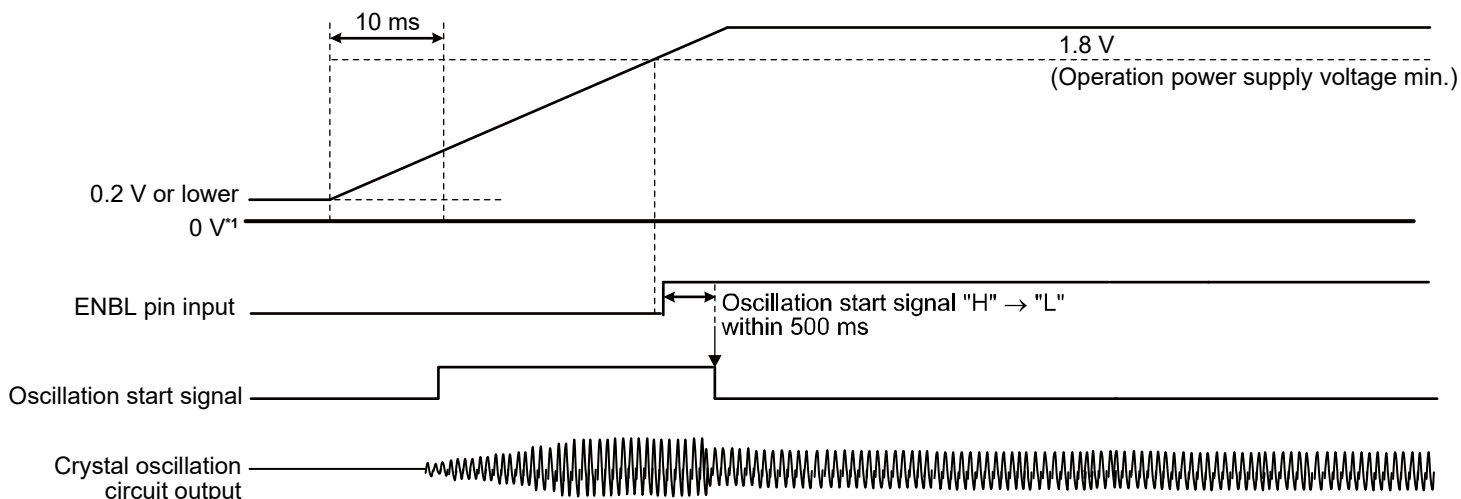 10 ms
1.8 V
(Operation power supply voltage min.)
0.2 V or lower
0 V*1
ENBL pin input
Oscillation start signal "H" → "L"
within 500 ms
Oscillation start signal
Crystal oscillation
circuit output